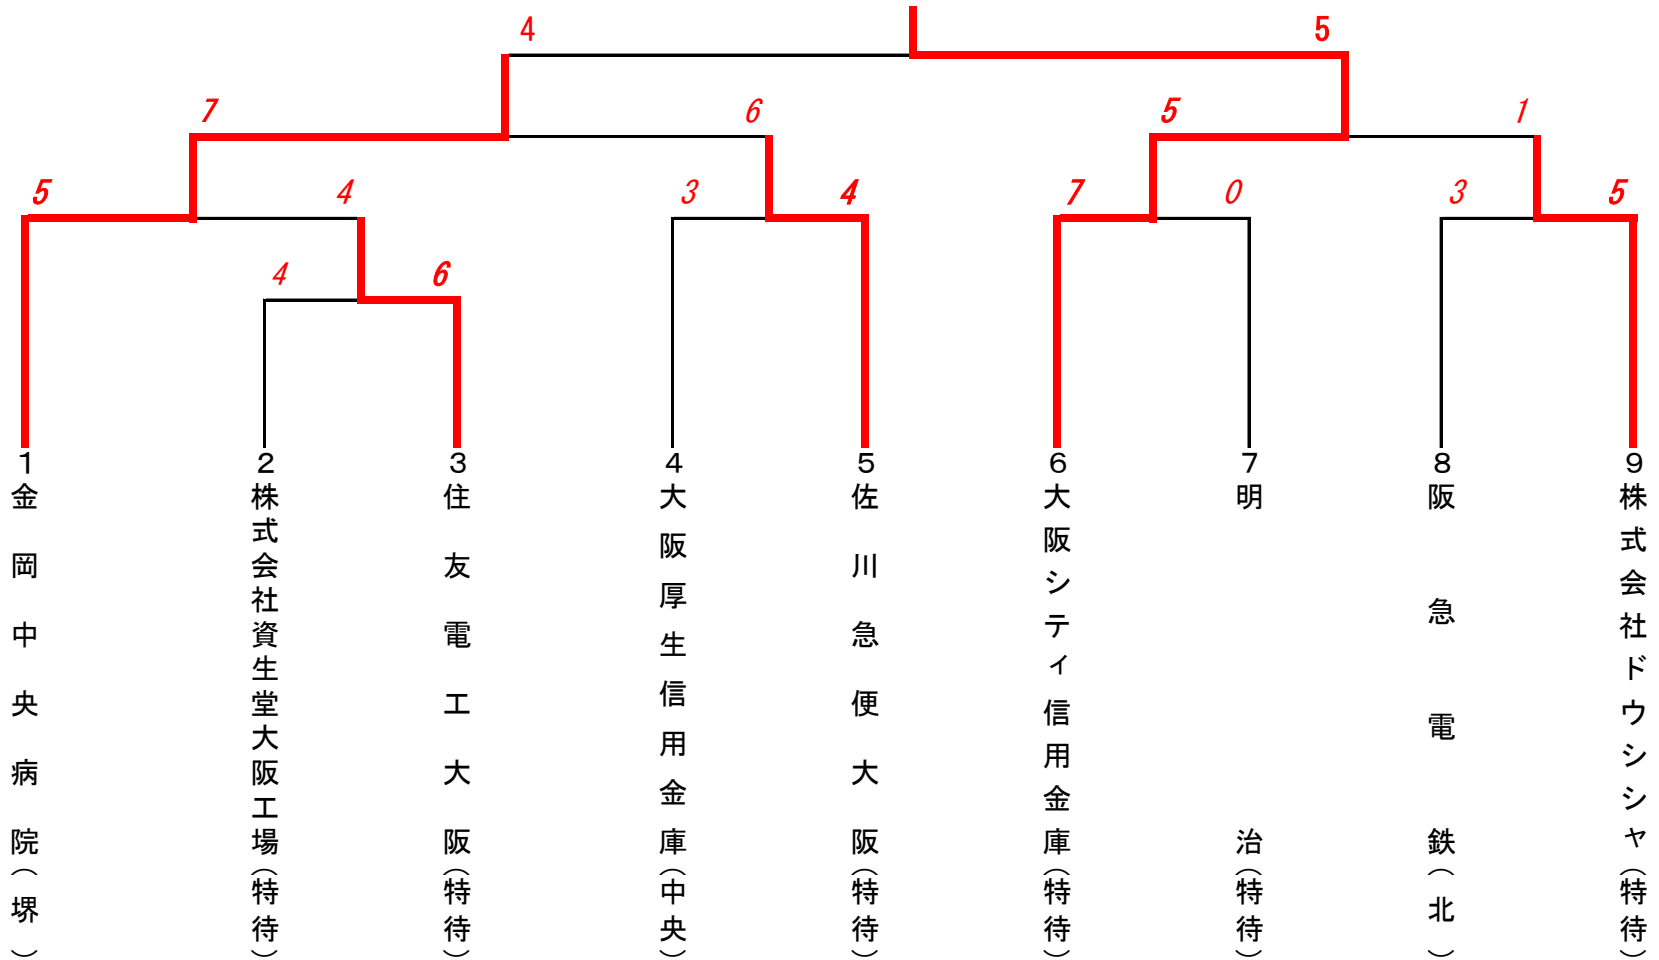 4 5
7 6 5 1
5 4 3 4 7 0 3 5
4 6
1 金岡中央病院（堺）
2 株式会社資生堂大阪工場（特待）
3 住友電工大阪（特待）
4 大阪厚生信用金庫（中央）
5 佐川急便大阪（特待）
6 大阪シティ信用金庫（特待）
7 明治（特待）
8 阪急電鉄（北）
9 株式会社ドウシシャ（特待）